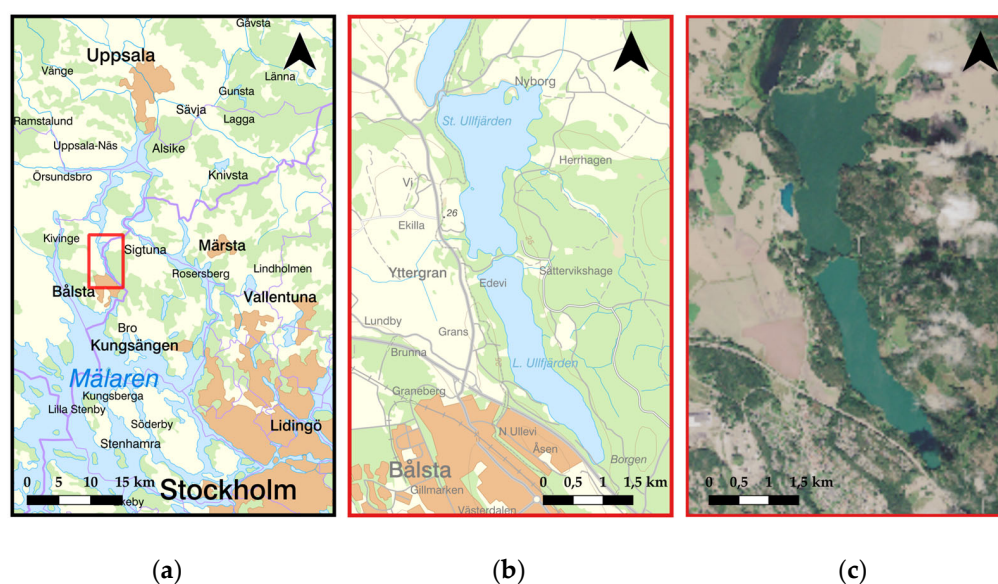 Gåvsta
Uppsala
Vänge
Länna
Gunsta
Sävja
Ramstalund
Lagga
Uppsala-Näs
Alsike
Knivsta
Örsundsbro
Kivinge
Sigtuna
Märsta
Rosersberg
Lindholmen
Bålsta
Vallentuna
Bro
Kungsängen
Mälaren
Kungsberga
Lilla Stenby
Söderby
Lidingö
Stenhamra
0 5 10 15 km
eby
Stockholm
(a)
Nyborg
St. Ullfjärden
Herrhagen
Vi
26
Ekilla
Yttergran
Sättervikshage
Edevi
Lundby
Grans
Brunna
L. Ullfjärden
Graneberg
N Ullevi
Åsen
Borgen
Bålsta
Gillmarken
0 0,5 1 1,5 km
Västerdalen
(b)
0 0,5 1 1,5 km
(c)